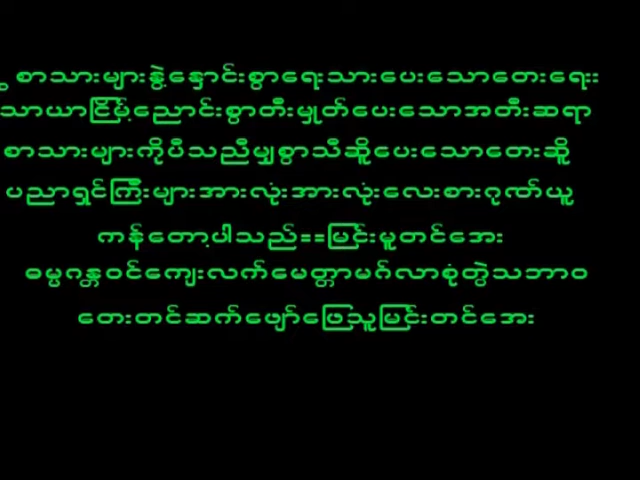 စာသားများနွဲ့နှောင်းစွာရေးသားပေးသောတေးရေး
သာယာငြိမ့်ညောင်းစွာတီးမှုတ်ပေးသောအတီးဆရာ
စာသားများကိုပီသညီမျှစွာသီဆိူပေးသောတေးဆိူ
ပညာရှင်ကြီးများအားလုံးအားလုံးလေးစားဂုဏ်ယူ
ကန်တော့ပါသည်==မြင်းမူတင်အေး
ဓမ္မဂန္တဝင်ကျေးလက်မေတ္တာမဂ်လာစုံတွဲသဘာဝ
တေးတင်ဆက်ဖျော်ဖြေသူမြင်းတင်အေး